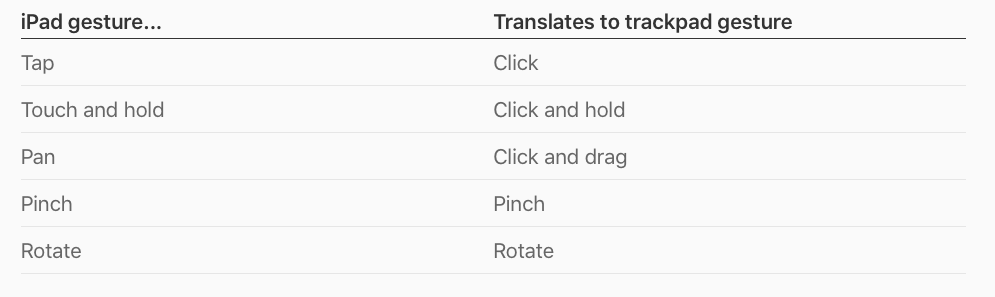 iPad gesture... Translates to trackpad gesture
Tap Click
Touch and hold Click and hold
Pan Click and drag
Pinch Pinch
Rotate Rotate